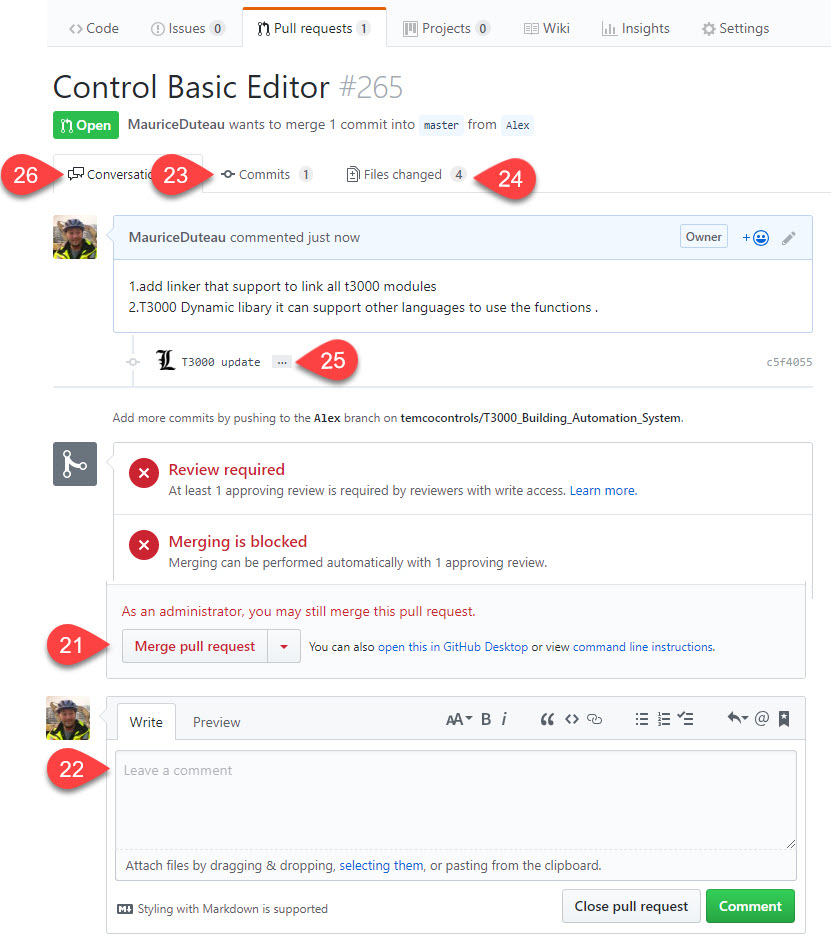 Code Issues 0 Pull requests 1 Projects 0 Wiki Insights Settings
Control Basic Editor #265
Open MauriceDuteau wants to merge 1 commit into master from Alex
26 Conversatio 23 Commits 1 Files changed 4 24
MauriceDuteau commented just now Owner +
1.add linker that support to link all t3000 modules
2.T3000 Dynamic libary it can support other languages to use the functions .
L T3000 update ... 25 c5f4055
Add more commits by pushing to the Alex branch on temcocontrols/T3000_Building_Automation_System.
Review required
At least 1 approving review is required by reviewers with write access. Learn more.
Merging is blocked
Merging can be performed automatically with 1 approving review.
As an administrator, you may still merge this pull request.
21 Merge pull request You can also open this in GitHub Desktop or view command line instructions.
Write Preview AA B i “ <> @
22 Leave a comment
Attach files by dragging & dropping, selecting them, or pasting from the clipboard.
M Styling with Markdown is supported Close pull request Comment